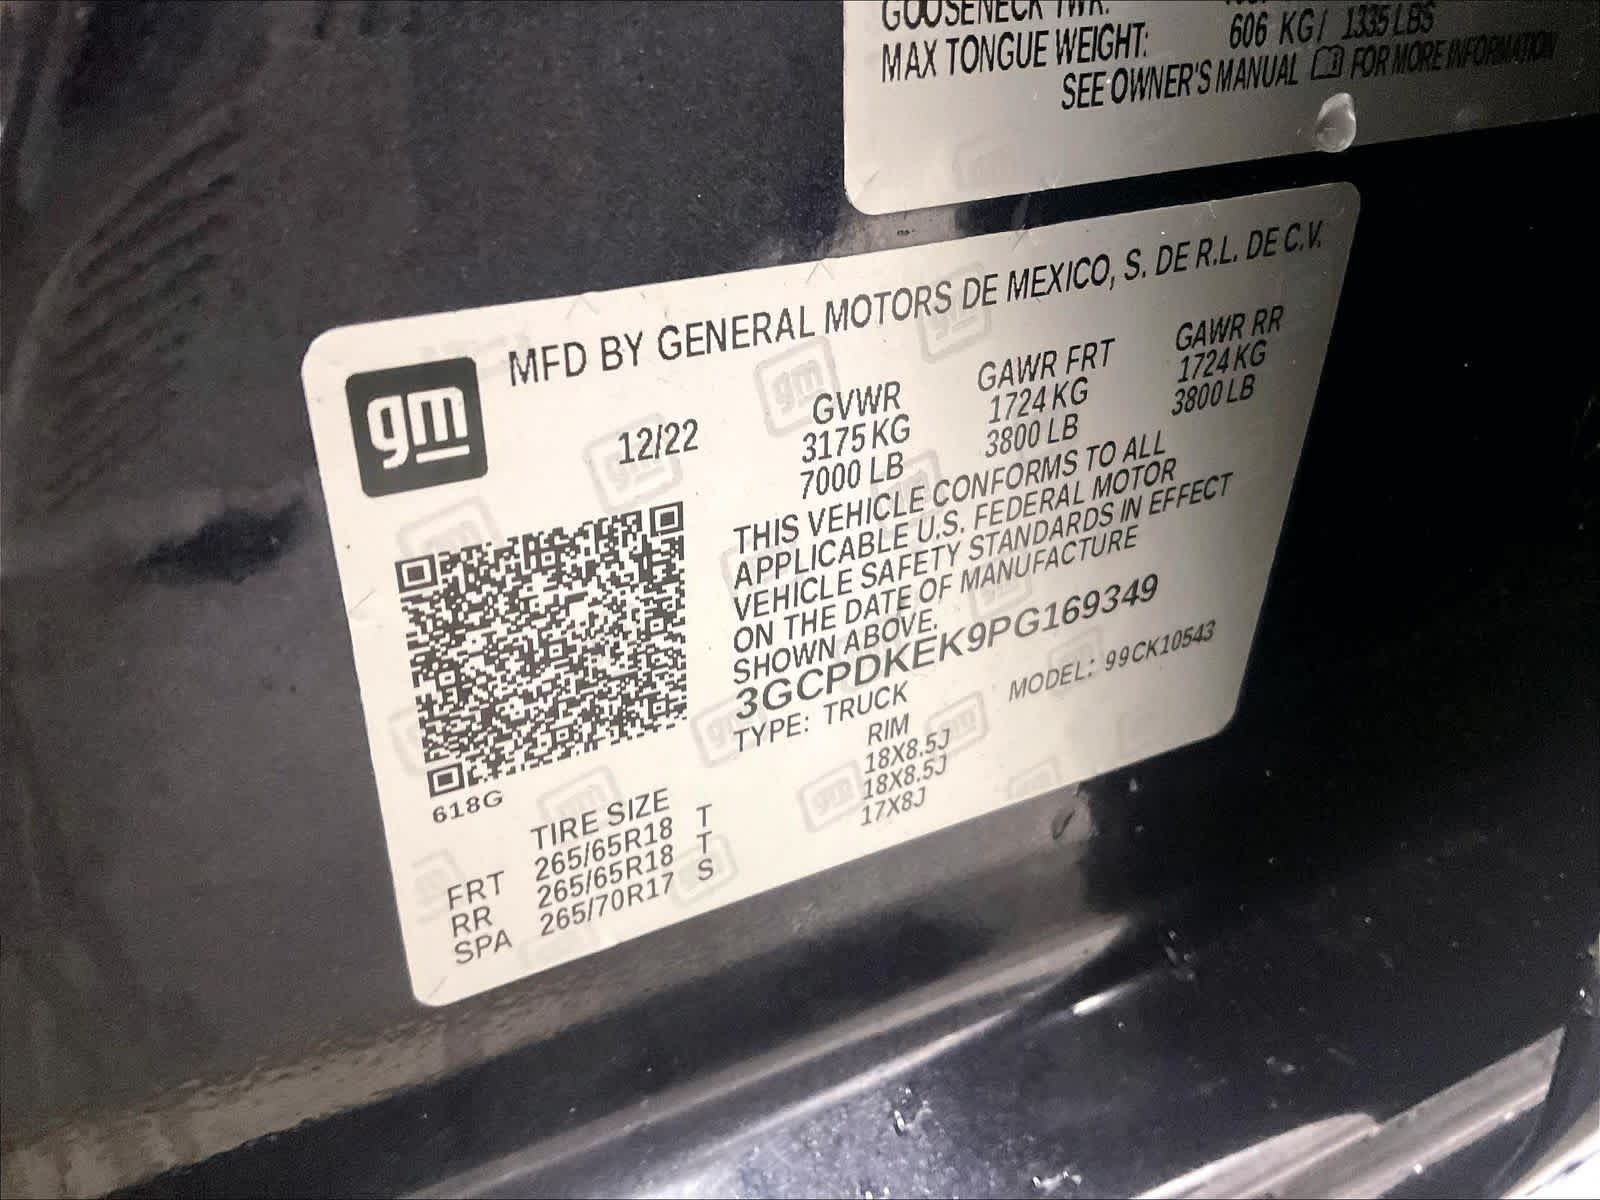 GOOSENECK TWR:
MAX TONGUE WEIGHT: 606 KG/ 1335 LBS
SEE OWNER'S MANUAL FOR MORE INFORMATION
gm
MFD BY GENERAL MOTORS DE MEXICO, S. DE R.L. DE C.V.
12/22
GVWR GAWR FRT GAWR RR
3175 KG 1724 KG 1724 KG
7000 LB 3800 LB 3800 LB
THIS VEHICLE CONFORMS TO ALL
APPLICABLE U.S. FEDERAL MOTOR
VEHICLE SAFETY STANDARDS IN EFFECT
ON THE DATE OF MANUFACTURE
SHOWN ABOVE.
3GCPDKEK9PG169349
TYPE: TRUCK MODEL: 99CK10543
618G
TIRE SIZE RIM
FRT 265/65R18 T 18X8.5J
RR 265/65R18 T 18X8.5J
SPA 265/70R17 S 17X8J